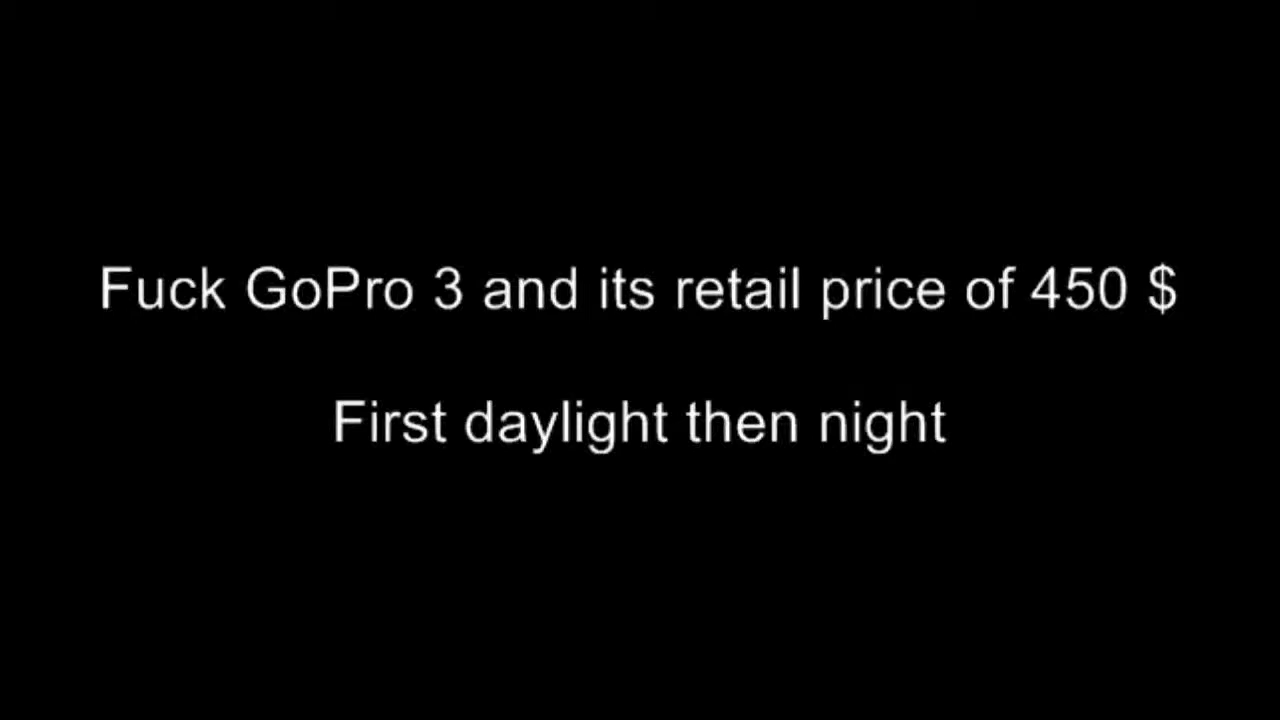 Fuck GoPro 3 and its retail price of 450 $
First daylight then night